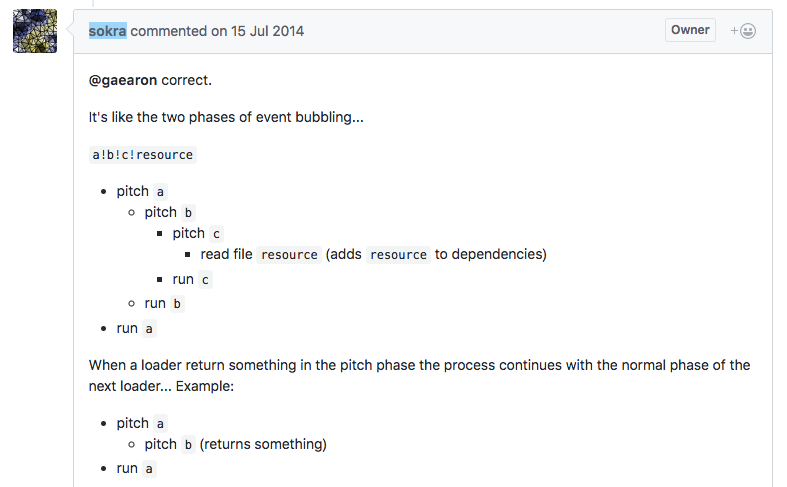 sokra commented on 15 Jul 2014
Owner
+
@gaearon correct.
It's like the two phases of event bubbling...
a!b!c!resource
pitch a
pitch b
pitch c
read file resource (adds resource to dependencies)
run c
run b
run a
When a loader return something in the pitch phase the process continues with the normal phase of the
next loader... Example:
pitch a
pitch b (returns something)
run a